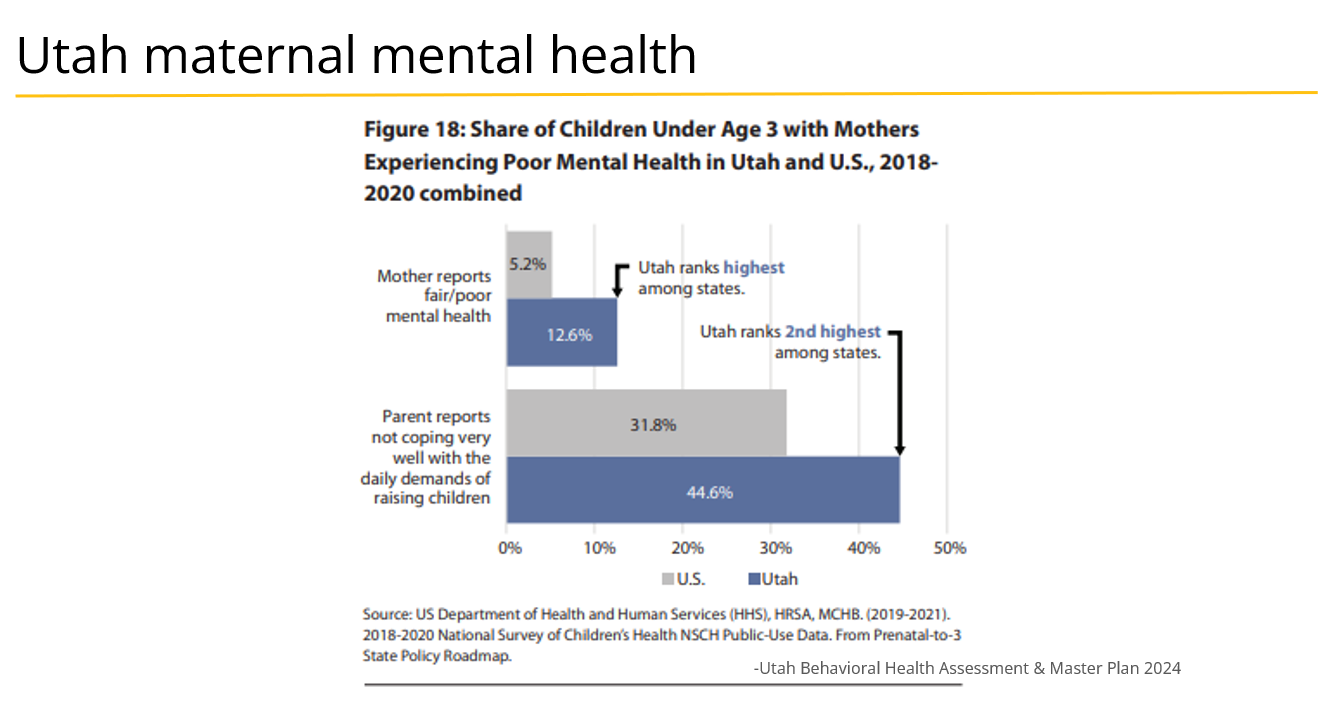 Utah maternal mental health
Figure 18: Share of Children Under Age 3 with Mothers
Experiencing Poor Mental Health in Utah and U.S., 2018-
2020 combined
Mother reports
fair/poor
mental health
5.2%
12.6%
Utah ranks highest
among states.
Utah ranks 2nd highest
among states.
Parent reports
not coping very
well with the
daily demands of
raising children
31.8%
44.6%
0% 10% 20% 30% 40% 50%
U.S. Utah
Source: US Department of Health and Human Services (HHS), HRSA, MCHB. (2019-2021).
2018-2020 National Survey of Children's Health NSCH Public-Use Data. From Prenatal-to-3
State Policy Roadmap.
-Utah Behavioral Health Assessment & Master Plan 2024